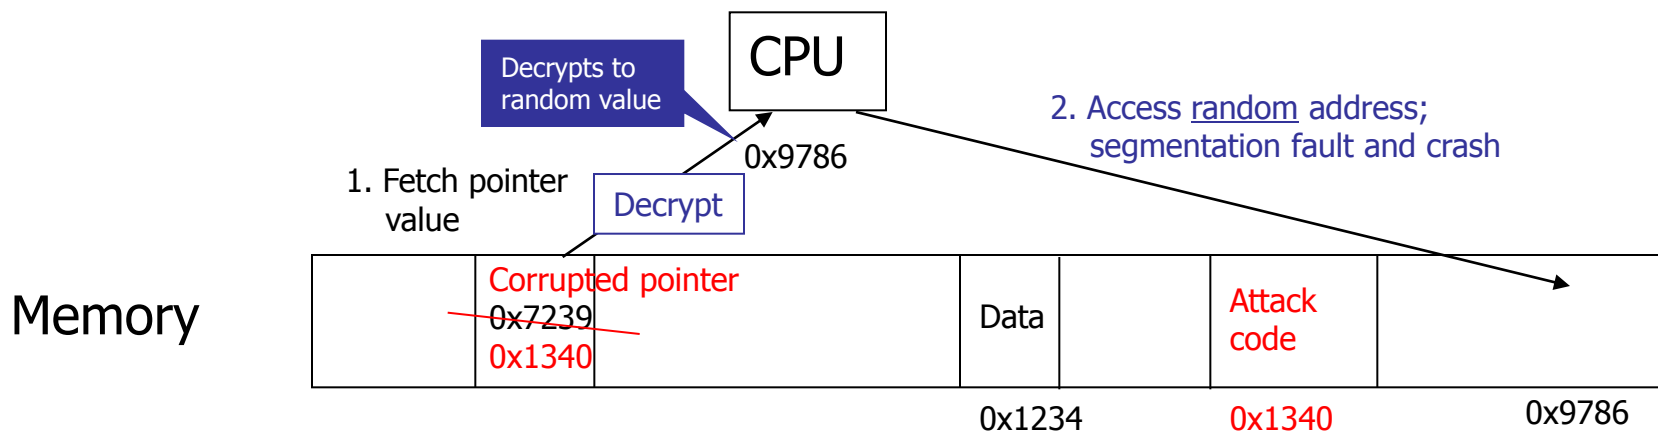 CPU
Decrypts to
random value
2. Access random address;
segmentation fault and crash
0x9786
1. Fetch pointer
value
Decrypt
Memory
Corrupted pointer
0x7239
0x1340
Data
Attack
code
0x1234
0x1340
0x9786